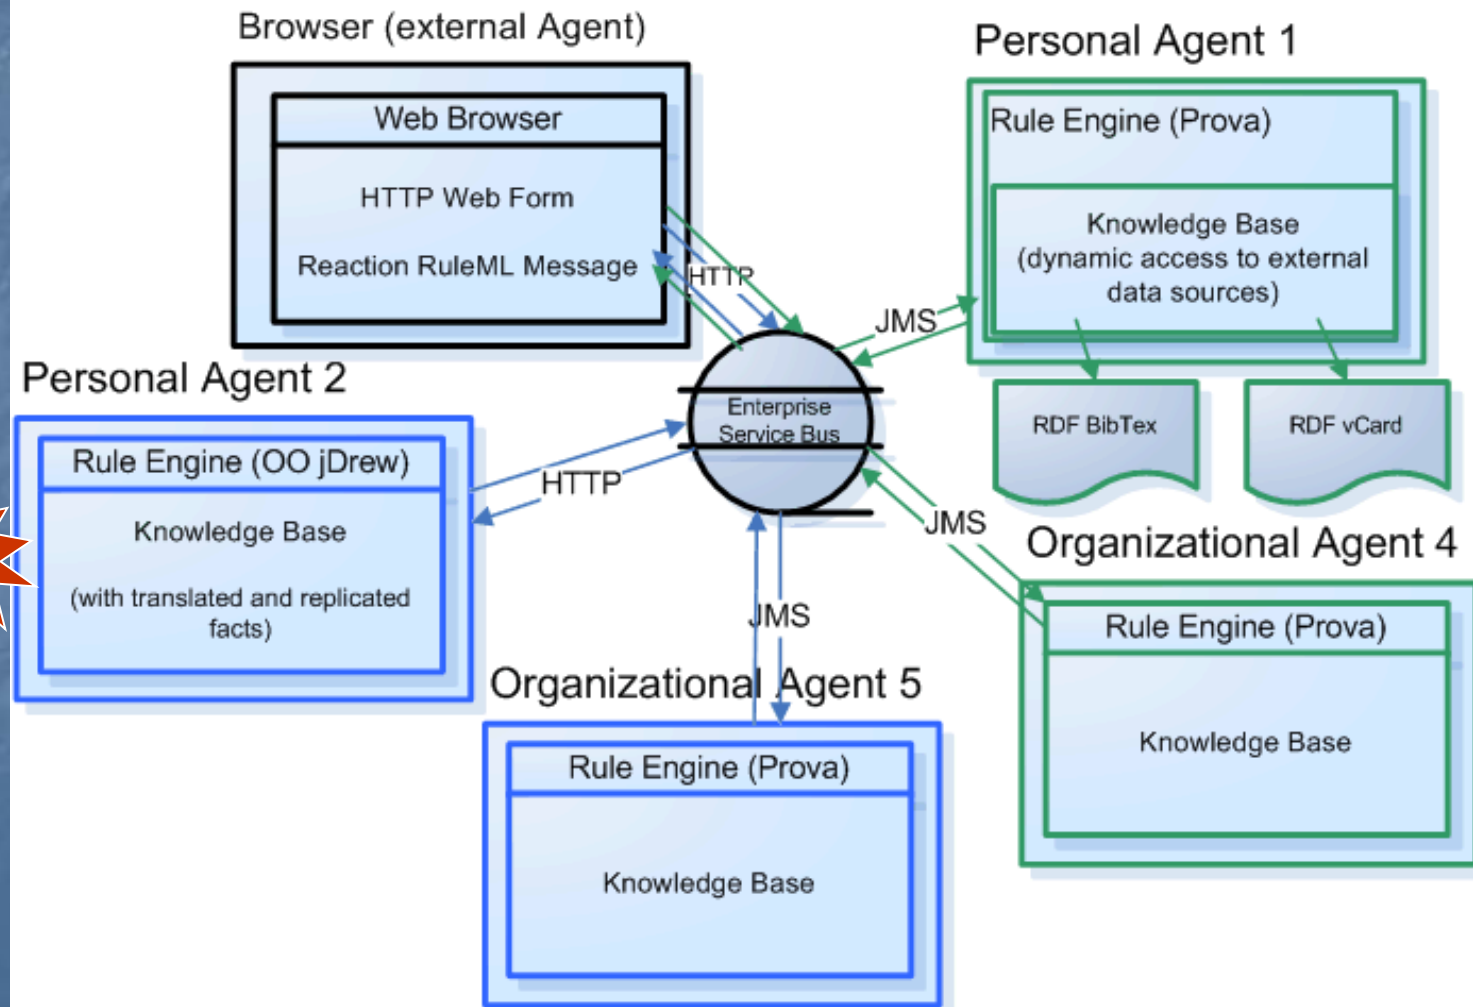 Browser (external Agent)
Web Browser
HTTP Web Form
Reaction RuleML Message
Personal Agent 1
Rule Engine (Prova)
Knowledge Base
(dynamic access to external
data sources)
HTTP
JMS
RDF BibTex
RDF vCard
Personal Agent 2
Rule Engine (OO jDrew)
Knowledge Base
(with translated and replicated
facts)
HTTP
Enterprise
Service Bus
JMS
Organizational Agent 4
Rule Engine (Prova)
Knowledge Base
JMS
Organizational Agent 5
Rule Engine (Prova)
Knowledge Base